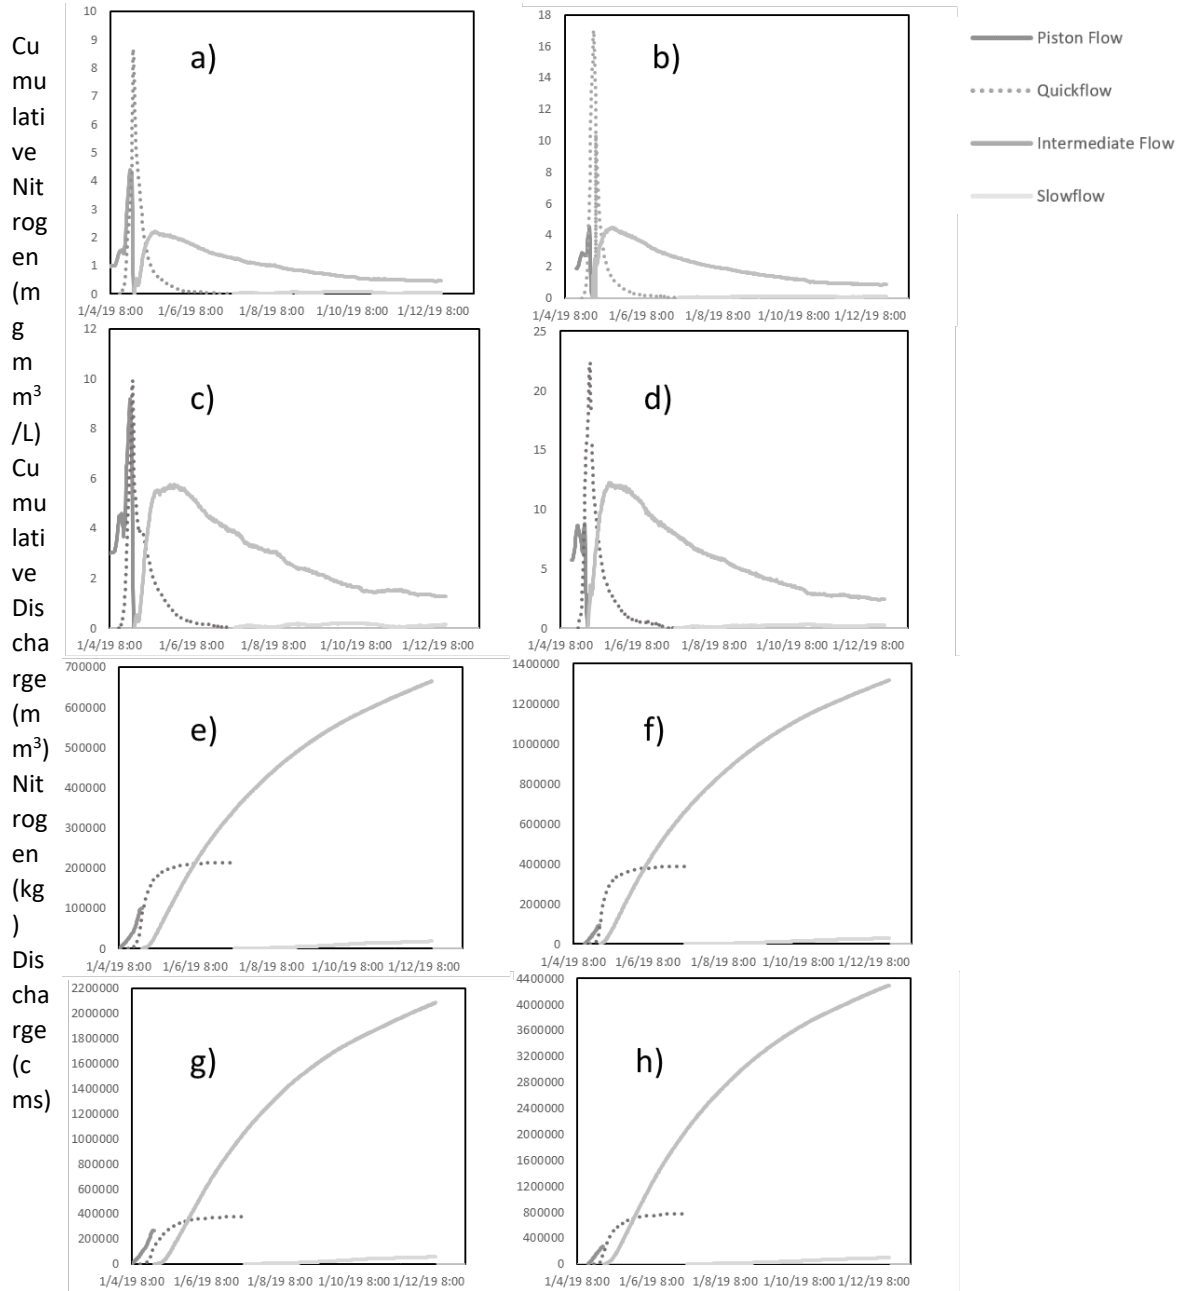 Cu
mu
lati
ve
Nit
rog
en
(m
g
m
m³
/L)
Cu
mu
lati
ve
Dis
cha
rge
(m
m³)
Nit
rog
en
(kg
)
Dis
cha
rge
(c
ms)
a)
10
9
8
7
6
5
4
3
2
1
0
1/4/19 8:00 1/6/19 8:00 1/8/19 8:00 1/10/19 8:00 1/12/19 8:00
b)
18
16
14
12
10
8
6
4
2
0
1/4/19 8:00 1/6/19 8:00 1/8/19 8:00 1/10/19 8:00 1/12/19 8:00
Piston Flow
Quickflow
Intermediate Flow
Slowflow
c)
12
10
8
6
4
2
0
1/4/19 8:00 1/6/19 8:00 1/8/19 8:00 1/10/19 8:00 1/12/19 8:00
d)
25
20
15
10
5
0
1/4/19 8:00 1/6/19 8:00 1/8/19 8:00 1/10/19 8:00 1/12/19 8:00
e)
700000
600000
500000
400000
300000
200000
100000
0
1/4/19 8:00 1/6/19 8:00 1/8/19 8:00 1/10/19 8:00 1/12/19 8:00
f)
1400000
1200000
1000000
800000
600000
400000
200000
0
1/4/19 8:00 1/6/19 8:00 1/8/19 8:00 1/10/19 8:00 1/12/19 8:00
g)
2200000
2000000
1800000
1600000
1400000
1200000
1000000
800000
600000
400000
200000
0
1/4/19 8:00 1/6/19 8:00 1/8/19 8:00 1/10/19 8:00 1/12/19 8:00
h)
4400000
4000000
3600000
3200000
2800000
2400000
2000000
1600000
1200000
800000
400000
0
1/4/19 8:00 1/6/19 8:00 1/8/19 8:00 1/10/19 8:00 1/12/19 8:00